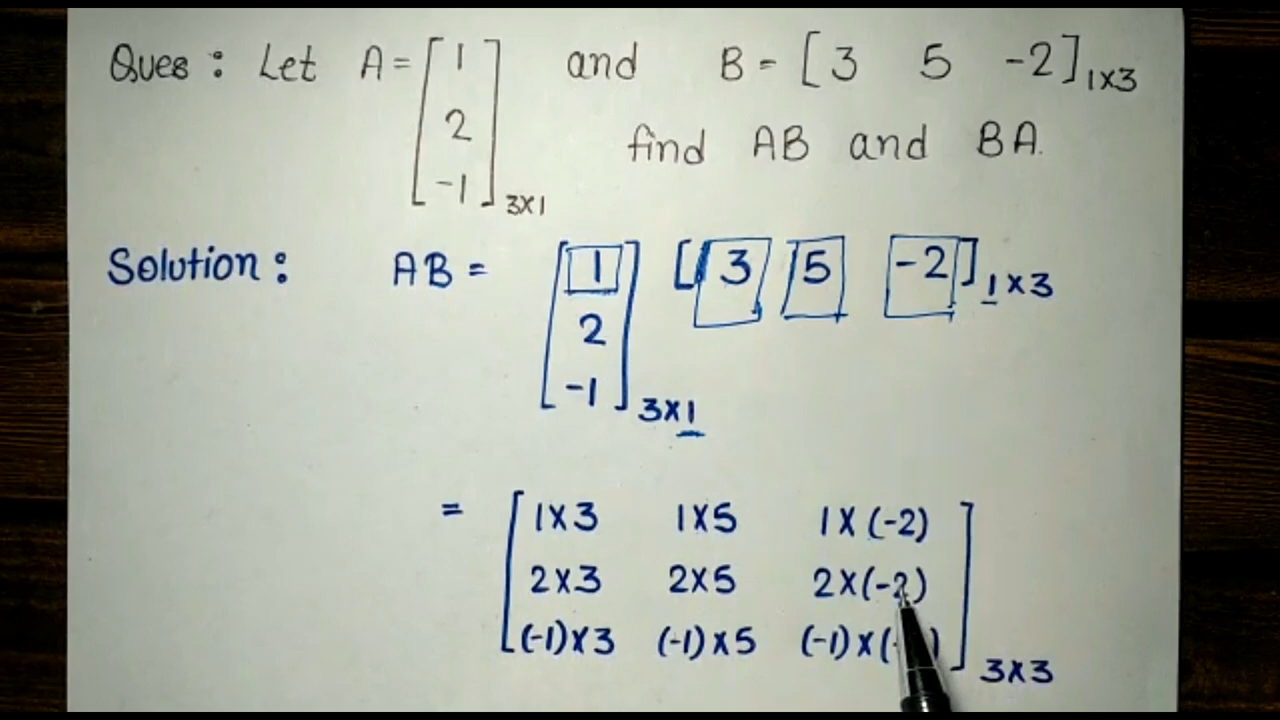 Ques : Let A = [ 1 2 -1 ] 3x1 and B = [ 3 5 -2 ] 1x3
find AB and BA.
Solution : AB = [ 1 2 -1 ] 3x1 [ 3 5 -2 ] 1x3
= [ 1x3 1x5 1x(-2)
2x3 2x5 2x(-2)
(-1)x3 (-1)x5 (-1)x( ) ] 3x3